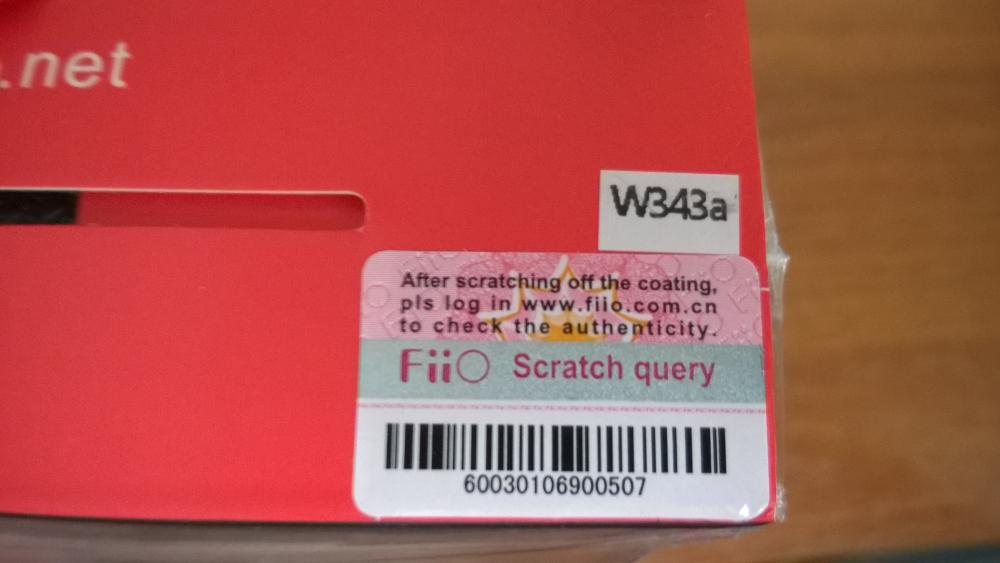 .net
W343a
After scratching off the coating,
pls log in www.fiio.com.cn
to check the authenticity.
FiiO Scratch query
60030106900507